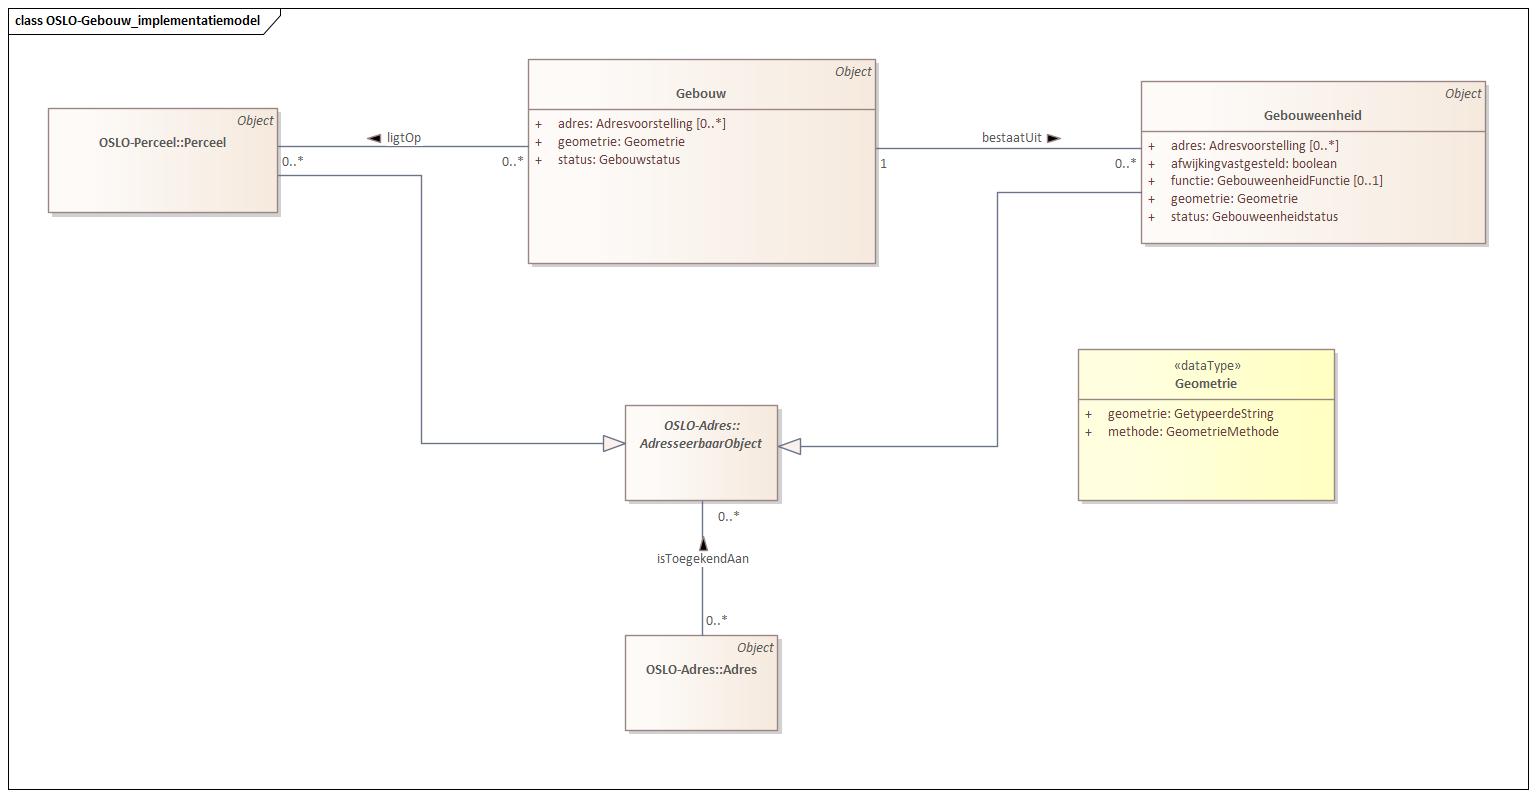 class OSLO-Gebouw_implementatiemodel
Object
OSLO-Perceel::Perceel
0..*
ligtOp
0..*
Object
Gebouw
+ adres: Adresvoorstelling [0..*]
+ geometrie: Geometrie
+ status: Gebouwstatus
1
bestaatUit
0..*
Object
Gebouweenheid
+ adres: Adresvoorstelling [0..*]
+ afwijkingvastgesteld: boolean
+ functie: GebouweenheidFunctie [0..1]
+ geometrie: Geometrie
+ status: Gebouweenheidstatus
«dataType»
Geometrie
+ geometrie: GetypeerdeString
+ methode: GeometrieMethode
OSLO-Adres::
AdresseerbaarObject
0..*
isToegekendAan
0..*
Object
OSLO-Adres::Adres